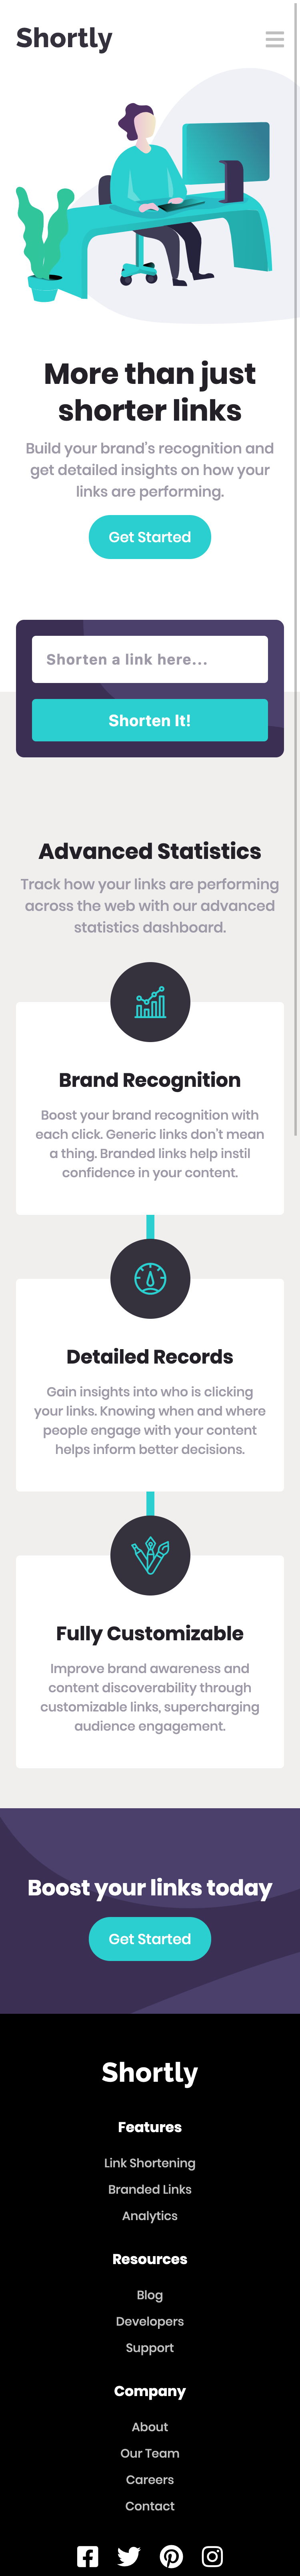 Shortly
More than just
shorter links
Build your brand's recognition and
get detailed insights on how your
links are performing.
Get Started
Shorten a link here...
Shorten It!
Advanced Statistics
Track how your links are performing
across the web with our advanced
statistics dashboard.
Brand Recognition
Boost your brand recognition with
each click. Generic links don't mean
a thing. Branded links help instil
confidence in your content.
Detailed Records
Gain insights into who is clicking
your links. Knowing when and where
people engage with your content
helps inform better decisions.
Fully Customizable
Improve brand awareness and
content discoverability through
customizable links, supercharging
audience engagement.
Boost your links today
Get Started
Shortly
Features
Link Shortening
Branded Links
Analytics
Resources
Blog
Developers
Support
Company
About
Our Team
Careers
Contact